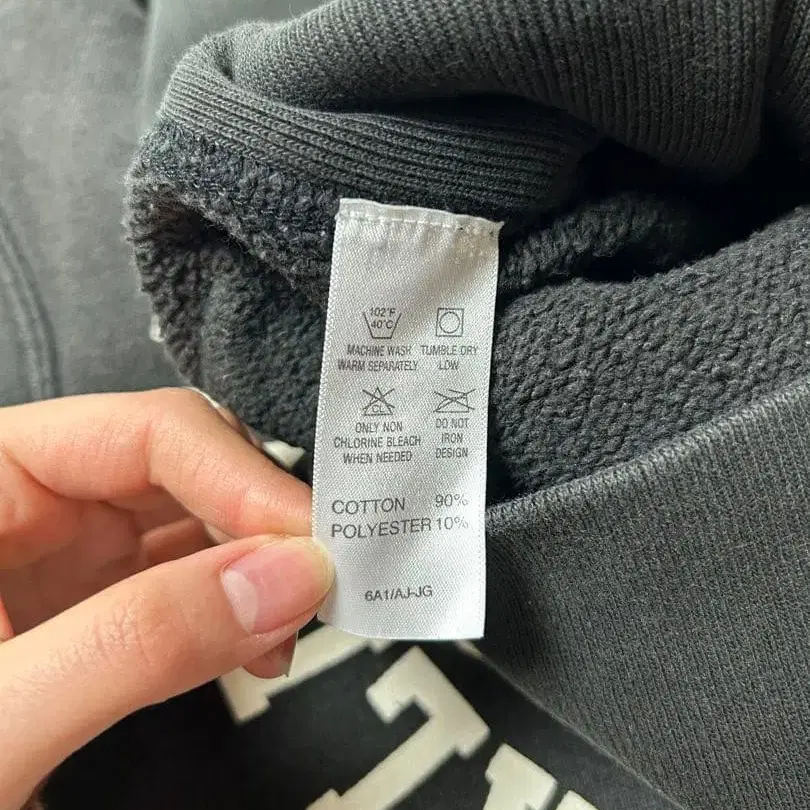 102°F
40°C
MACHINE WASH TUMBLE DRY
WARM SEPARATELY LOW
CL
ONLY NON DO NOT
CHLORINE BLEACH IRON
WHEN NEEDED DESIGN
COTTON 90%
POLYESTER 10%
6A1/AJ-JG